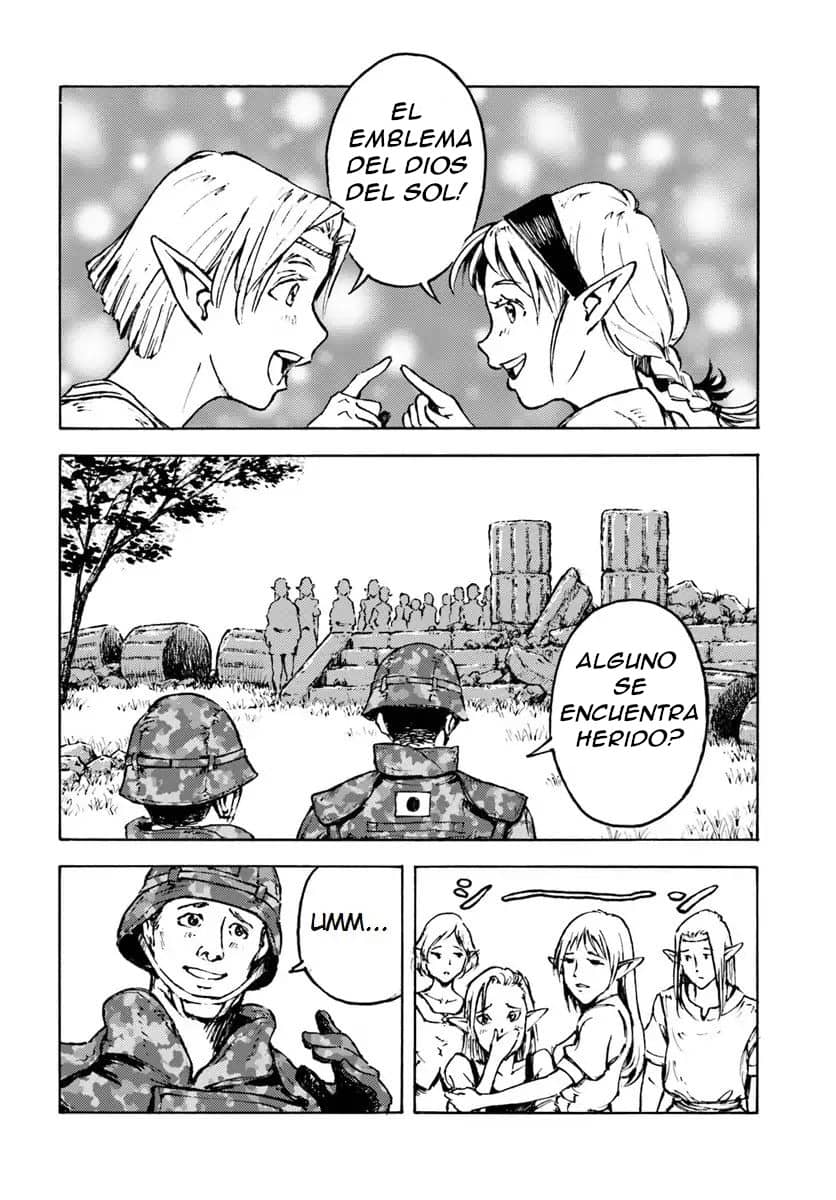 EL
EMBLEMA
DEL DIOS
DEL SOL!
ALGUNO
SE
ENCUENTRA
HERIDO?
UMM...